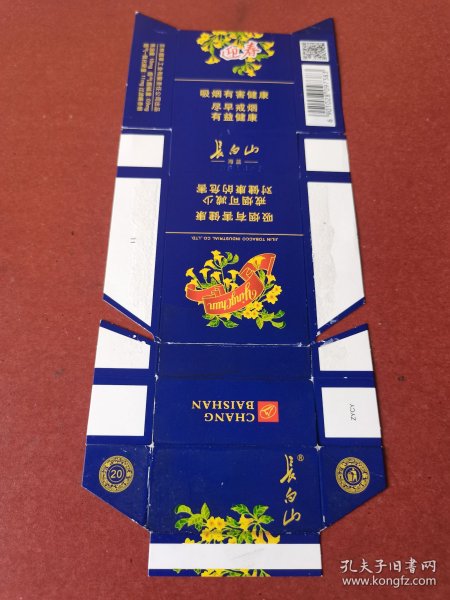 迎春
吸烟有害健康
尽早戒烟
有益健康
长白山
吸烟有害健康
戒烟可减少
对健康的危害
JILIN TOBACCO INDUSTRIAL CO.,LTD.
Yingchun
11
CHANG
BAISHAN
ZYCY
长白山®
20
孔夫子旧书网
www.kongfz.com